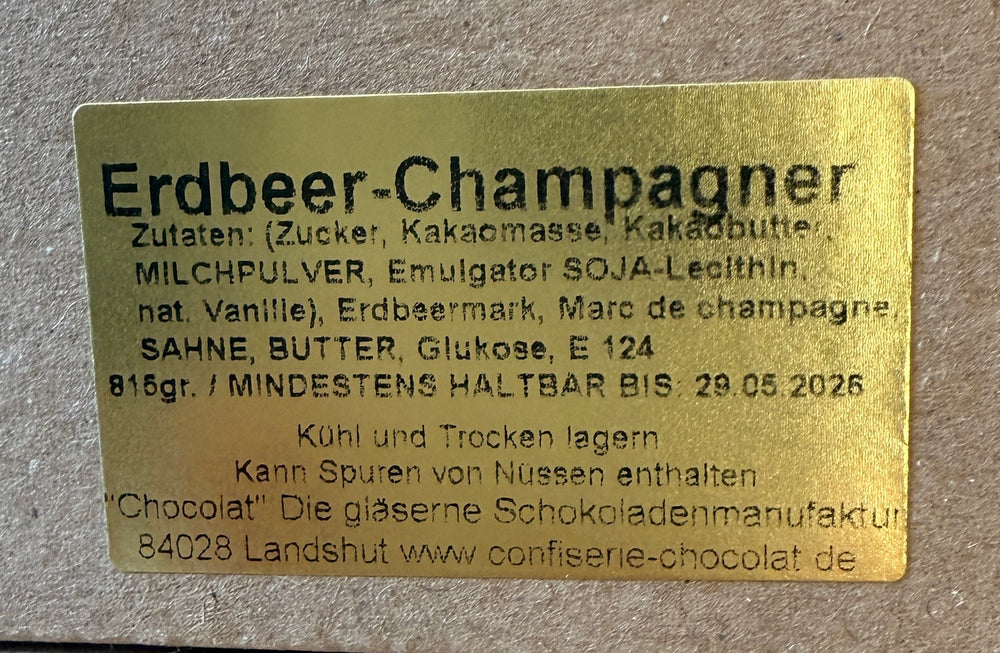 Erdbeer-Champagner
Zutaten: (Zucker, Kakaomasse, Kakaobutter,
MILCHPULVER, Emulgator SOJA-Lecithin,
nat. Vanille), Erdbeermark, Marc de champagne,
SAHNE, BUTTER, Glukose, E 124
815gr. / MINDESTENS HALTBAR BIS: 29.05.2026
Kühl und Trocken lagern
Kann Spuren von Nüssen enthalten
"Chocolat" Die gläserne Schokoladenmanufaktur
84028 Landshut www.confiserie-chocolat.de